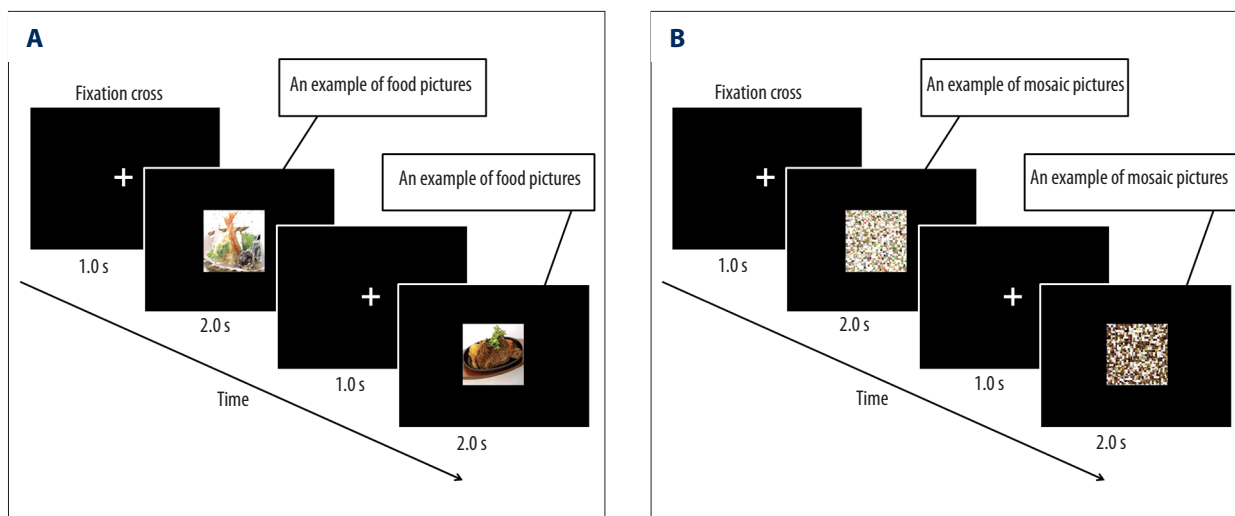 A
An example of food pictures
Fixation cross
An example of food pictures
1.0 s
2.0 s
1.0 s
Time
2.0 s
B
An example of mosaic pictures
Fixation cross
An example of mosaic pictures
1.0 s
2.0 s
1.0 s
Time
2.0 s